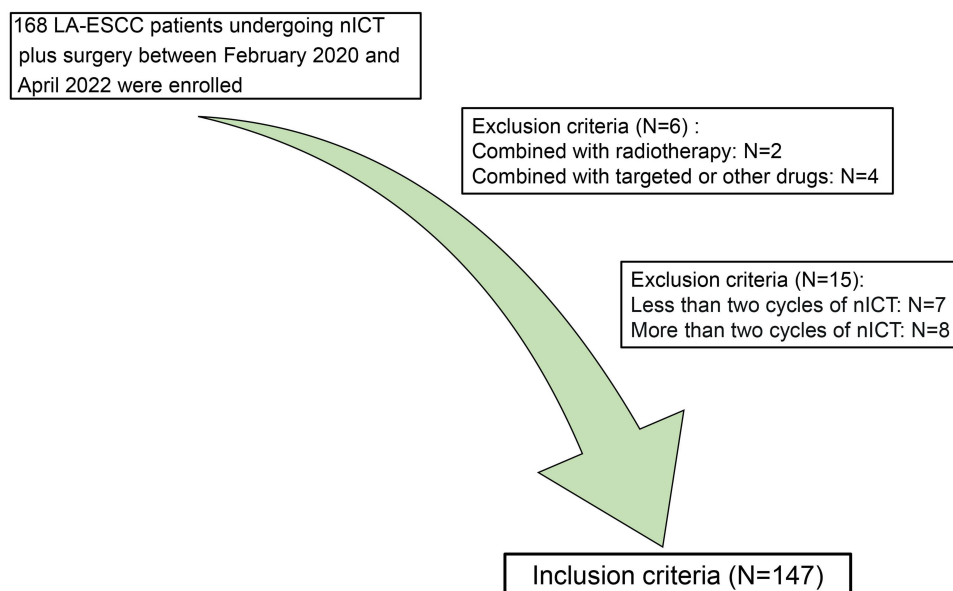 168 LA-ESCC patients undergoing nICT
plus surgery between February 2020 and
April 2022 were enrolled
Exclusion criteria (N=6) :
Combined with radiotherapy: N=2
Combined with targeted or other drugs: N=4
Exclusion criteria (N=15):
Less than two cycles of nICT: N=7
More than two cycles of nICT: N=8
Inclusion criteria (N=147)